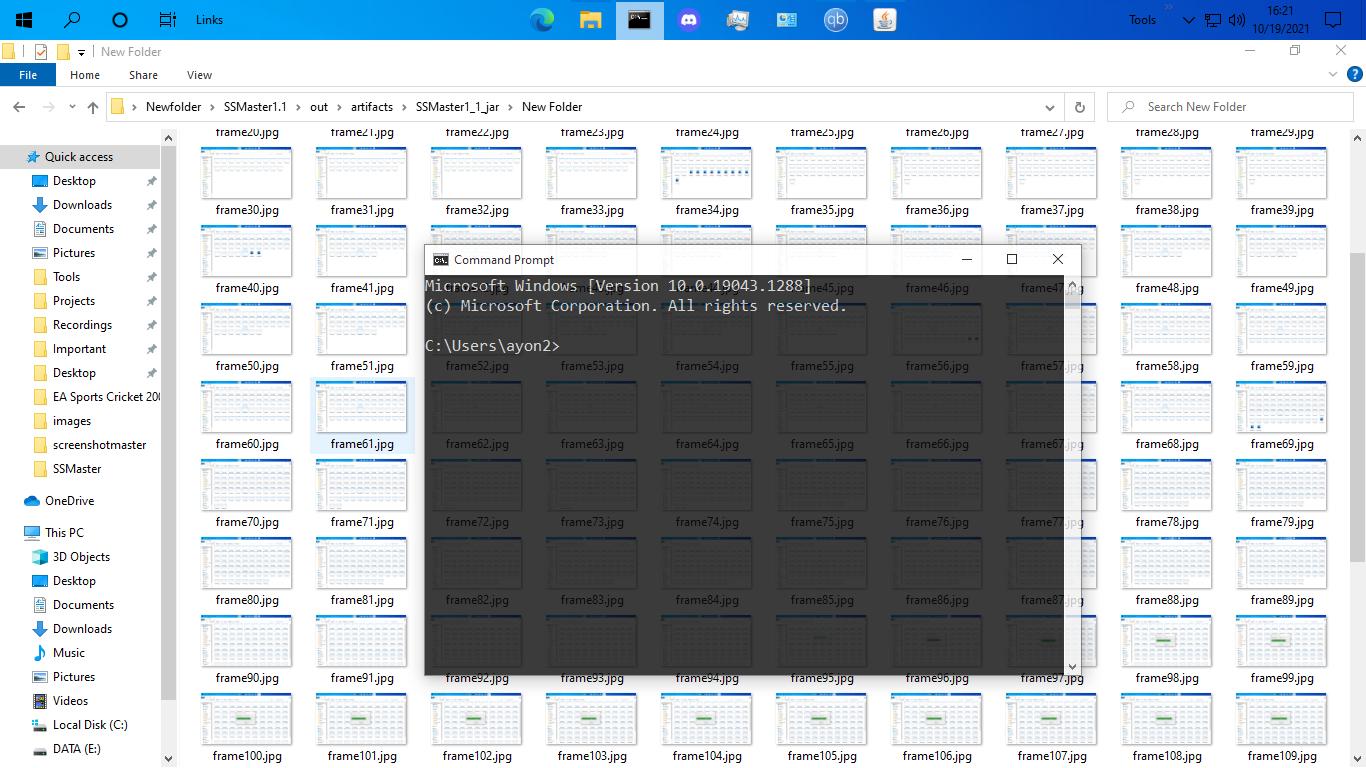 Links
Tools
16:21
10/19/2021
New Folder
File Home Share View
Newfolder SSMaster1.1 out artifacts SSMaster1_1_jar New Folder
Search New Folder
Quick access
Desktop
Downloads
Documents
Pictures
Tools
Projects
Recordings
Important
Desktop
EA Sports Cricket 200
images
screenshotmaster
SSMaster
OneDrive
This PC
3D Objects
Desktop
Documents
Downloads
Music
Pictures
Videos
Local Disk (C:)
DATA (E:)
frame20.jpg frame21.jpg frame22.jpg frame23.jpg frame24.jpg frame25.jpg frame26.jpg frame27.jpg frame28.jpg frame29.jpg
frame30.jpg frame31.jpg frame32.jpg frame33.jpg frame34.jpg frame35.jpg frame36.jpg frame37.jpg frame38.jpg frame39.jpg
frame40.jpg frame41.jpg frame48.jpg frame49.jpg
frame50.jpg frame51.jpg frame52.jpg frame53.jpg frame54.jpg frame55.jpg frame56.jpg frame57.jpg frame58.jpg frame59.jpg
frame60.jpg frame61.jpg frame62.jpg frame63.jpg frame64.jpg frame65.jpg frame66.jpg frame67.jpg frame68.jpg frame69.jpg
frame70.jpg frame71.jpg frame72.jpg frame73.jpg frame74.jpg frame75.jpg frame76.jpg frame77.jpg frame78.jpg frame79.jpg
frame80.jpg frame81.jpg frame82.jpg frame83.jpg frame84.jpg frame85.jpg frame86.jpg frame87.jpg frame88.jpg frame89.jpg
frame90.jpg frame91.jpg frame92.jpg frame93.jpg frame94.jpg frame95.jpg frame96.jpg frame97.jpg frame98.jpg frame99.jpg
frame100.jpg frame101.jpg frame102.jpg frame103.jpg frame104.jpg frame105.jpg frame106.jpg frame107.jpg frame108.jpg frame109.jpg
Command Prompt
Microsoft Windows [Version 10.0.19043.1288]
(c) Microsoft Corporation. All rights reserved.
C:\Users\ayon2>